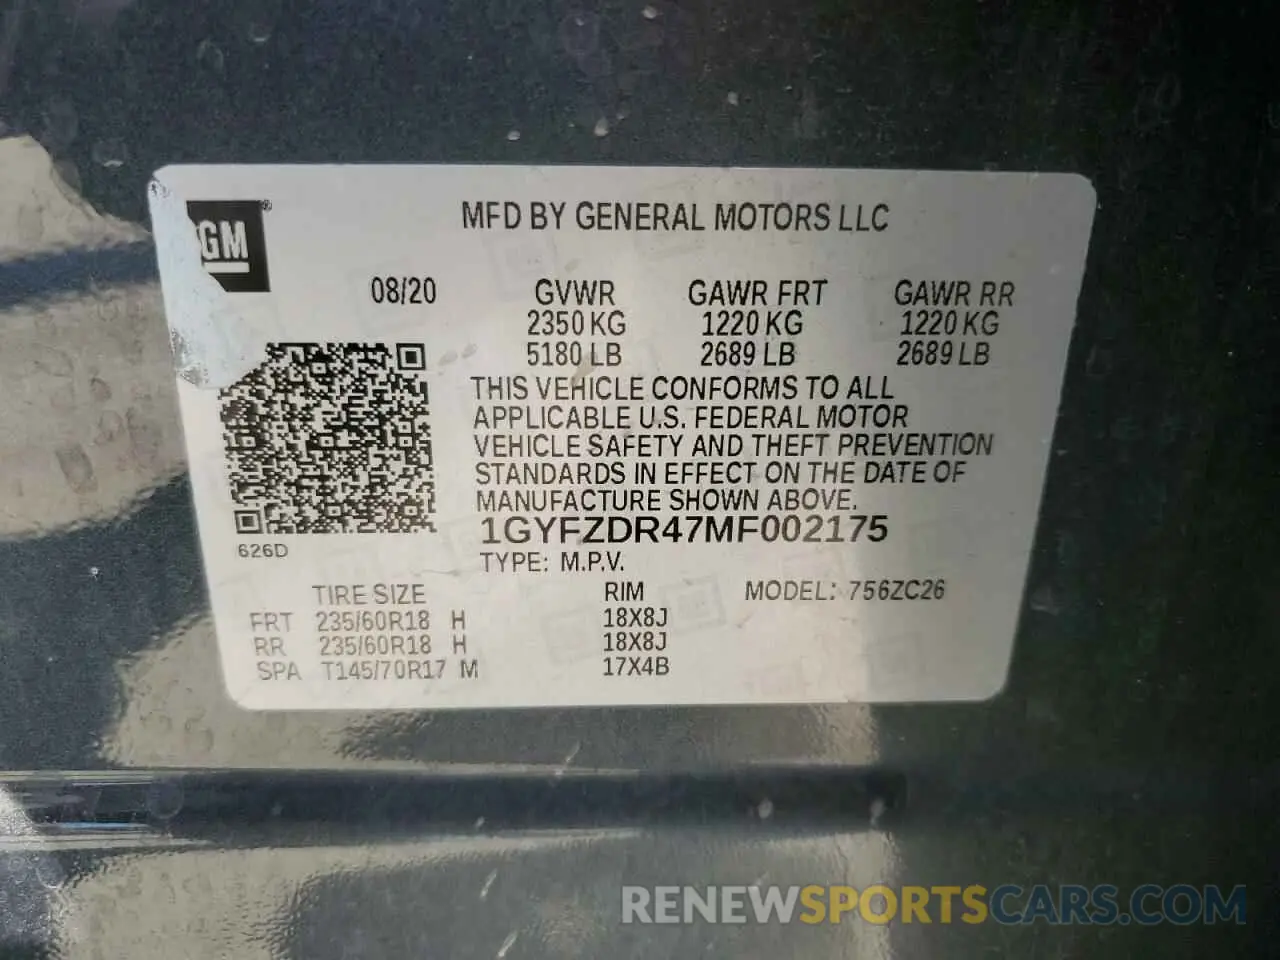 GM ®
MFD BY GENERAL MOTORS LLC
08/20 GVWR GAWR FRT GAWR RR
2350 KG 1220 KG 1220 KG
5180 LB 2689 LB 2689 LB
THIS VEHICLE CONFORMS TO ALL
APPLICABLE U.S. FEDERAL MOTOR
VEHICLE SAFETY AND THEFT PREVENTION
STANDARDS IN EFFECT ON THE DATE OF
MANUFACTURE SHOWN ABOVE.
1GYFZDR47MF002175
626D
TYPE: M.P.V.
TIRE SIZE RIM MODEL: 756ZC26
FRT 235/60R18 H 18X8J
RR 235/60R18 H 18X8J
SPA T145/70R17 M 17X4B
RENEWSPORTSCARS.COM